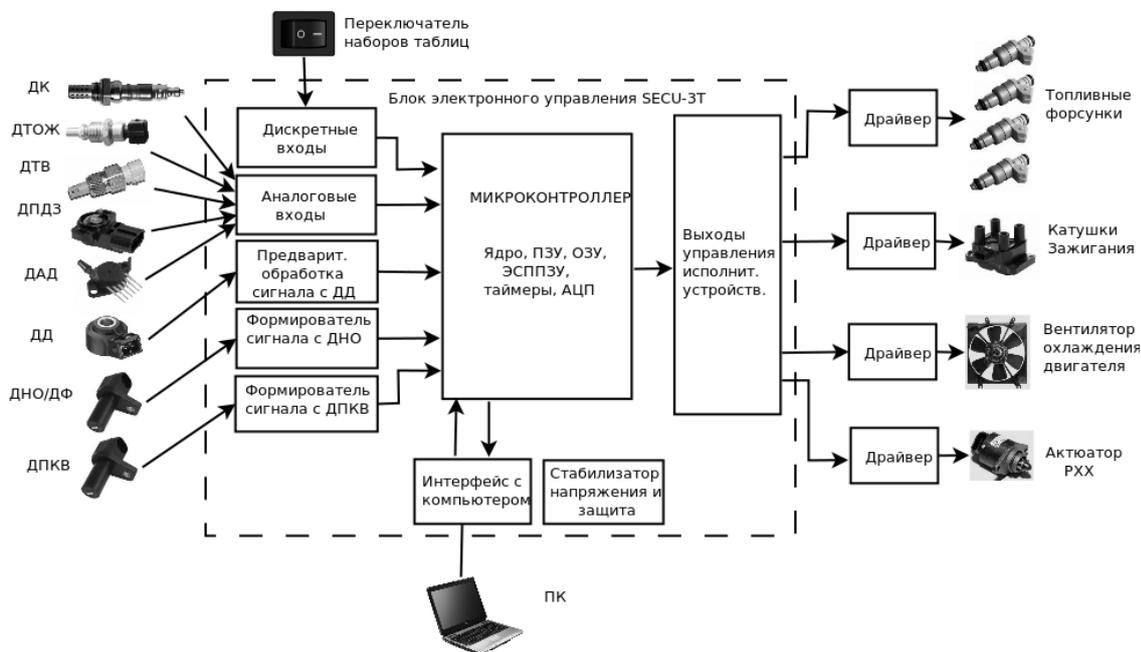 Переключатель
наборов таблиц
Блок электронного управления SECU-3T
ДК
ДТОЖ
ДТВ
ДПДЗ
ДАД
ДД
ДНО/ДФ
ДПКВ
Дискретные
входы
Аналоговые
входы
Предварит.
обработка
сигнала с ДД
Формирователь
сигнала с ДНО
Формирователь
сигнала с ДПКВ
МИКРОКОНТРОЛЛЕР
Ядро, ПЗУ, ОЗУ,
ЭСППЗУ,
таймеры, АЦП
Интерфейс с
компьютером
Стабилизатор
напряжения и
защита
ПК
Выходы
управления
исполнит.
устройств.
Драйвер
Топливные
форсунки
Драйвер
Катушки
Зажигания
Драйвер
Вентилятор
охлаждения
двигателя
Драйвер
Актюатор
РХХ